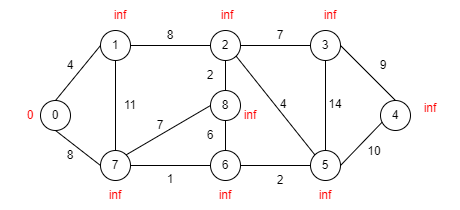 inf inf inf
1 8 2 7 3
4 2 9
0 0 11 8 inf 4 14 4 inf
7 6
8 10
7 1 6 2 5
inf inf inf